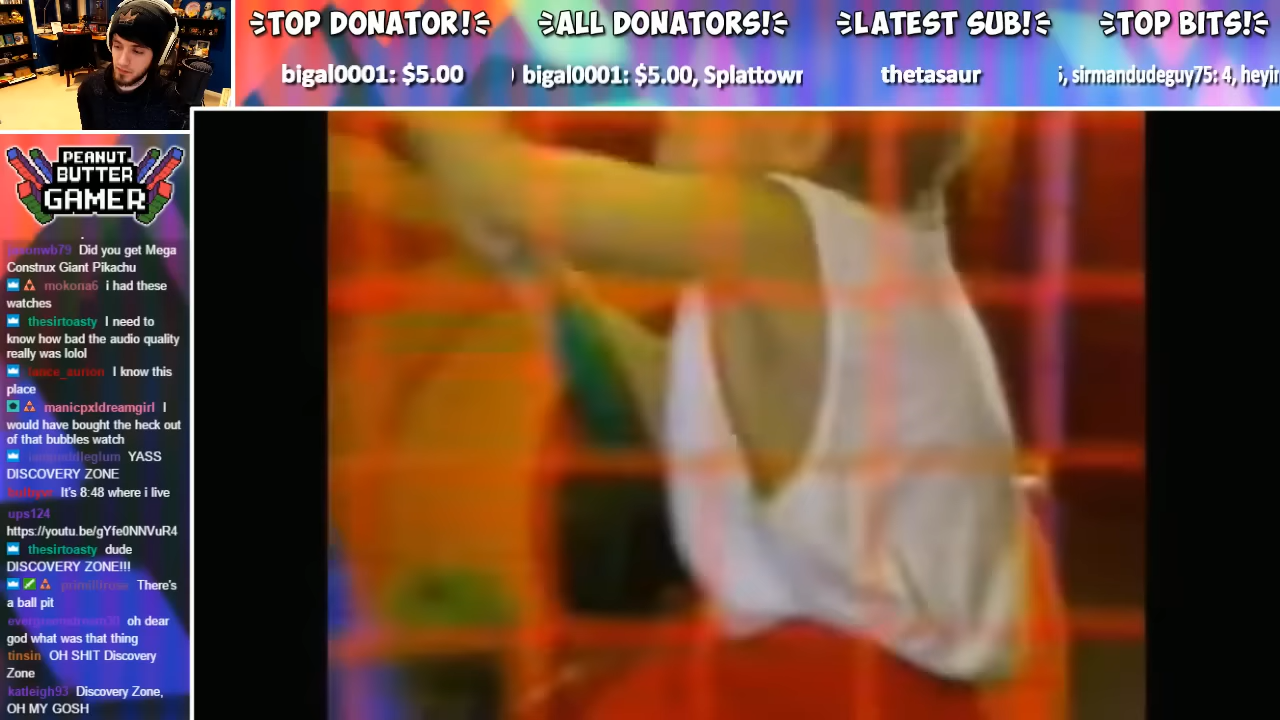 TOP DONATOR!
ALL DONATORS!
LATEST SUB!
TOP BITS!
bigal0001: $5.00
) bigal0001: $5.00, Splattown
thetasaur
, sirmandudeguy75: 4, heyin
PEANUT
BUTTER
GAMER
Did you get Mega
Construx Giant Pikachu
mokona6 i had these
watches
thesirtoasty I need to
know how bad the audio quality
really was lolol
lance_aurion I know this
place
manicpxldreamgirl I
would have bought the heck out
of that bubbles watch
YASS
DISCOVERY ZONE
It's 8:48 where i live
ups124
https://youtu.be/gYfe0NNVuR4
thesirtoasty dude
DISCOVERY ZONE!!!
There's
a ball pit
oh dear
god what was that thing
tinsin OH SHIT Discovery
Zone
katleigh93 Discovery Zone,
OH MY GOSH